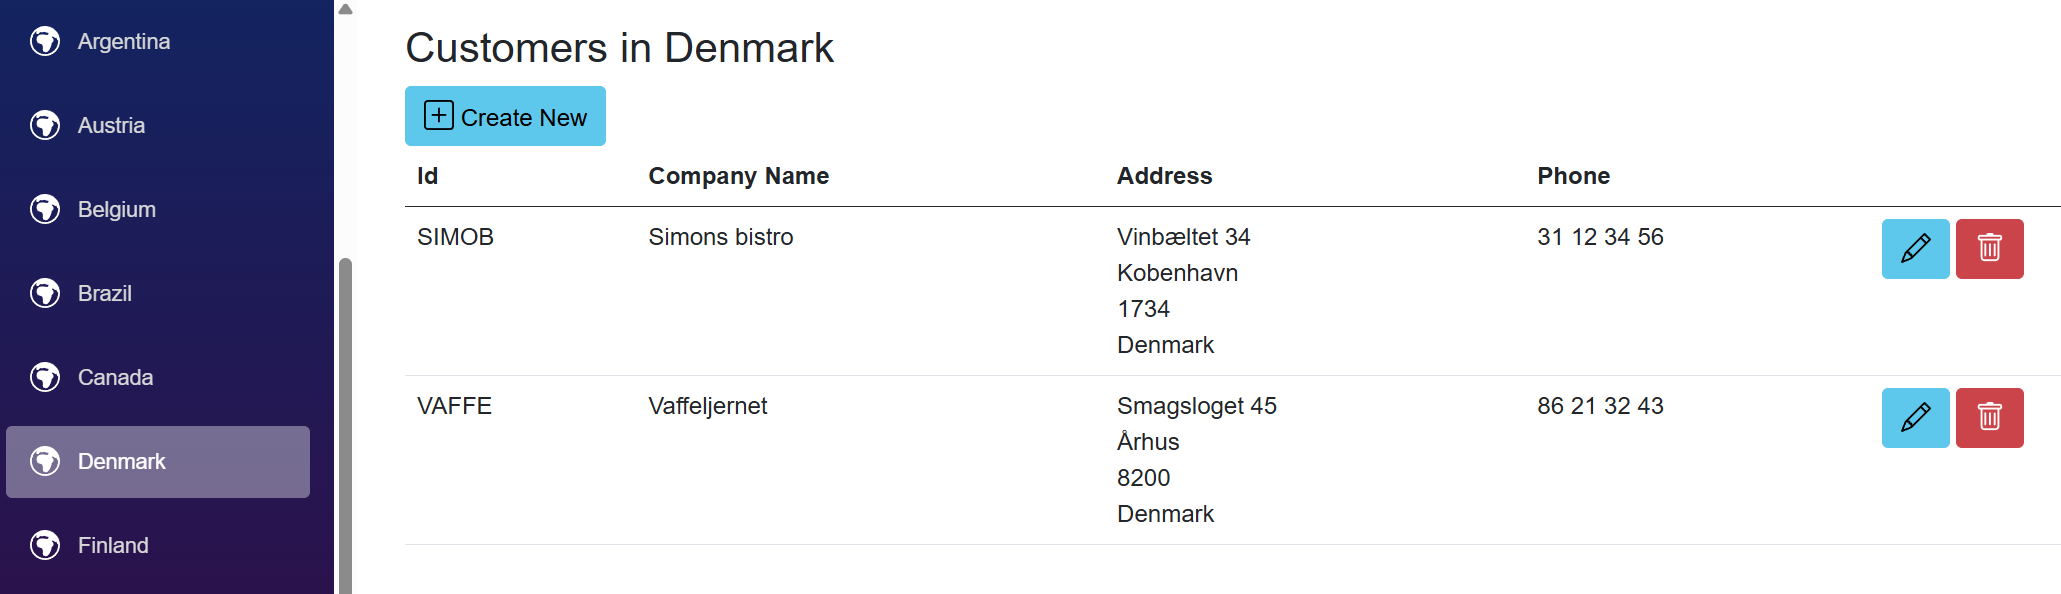 Argentina
Austria
Belgium
Brazil
Canada
Denmark
Finland
Customers in Denmark
Create New
Id Company Name Address Phone
SIMOB Simons bistro Vinbæltet 34 31 12 34 56
Kobenhavn
1734
Denmark
VAFFE Vaffeljernet Smagsloget 45 86 21 32 43
Århus
8200
Denmark